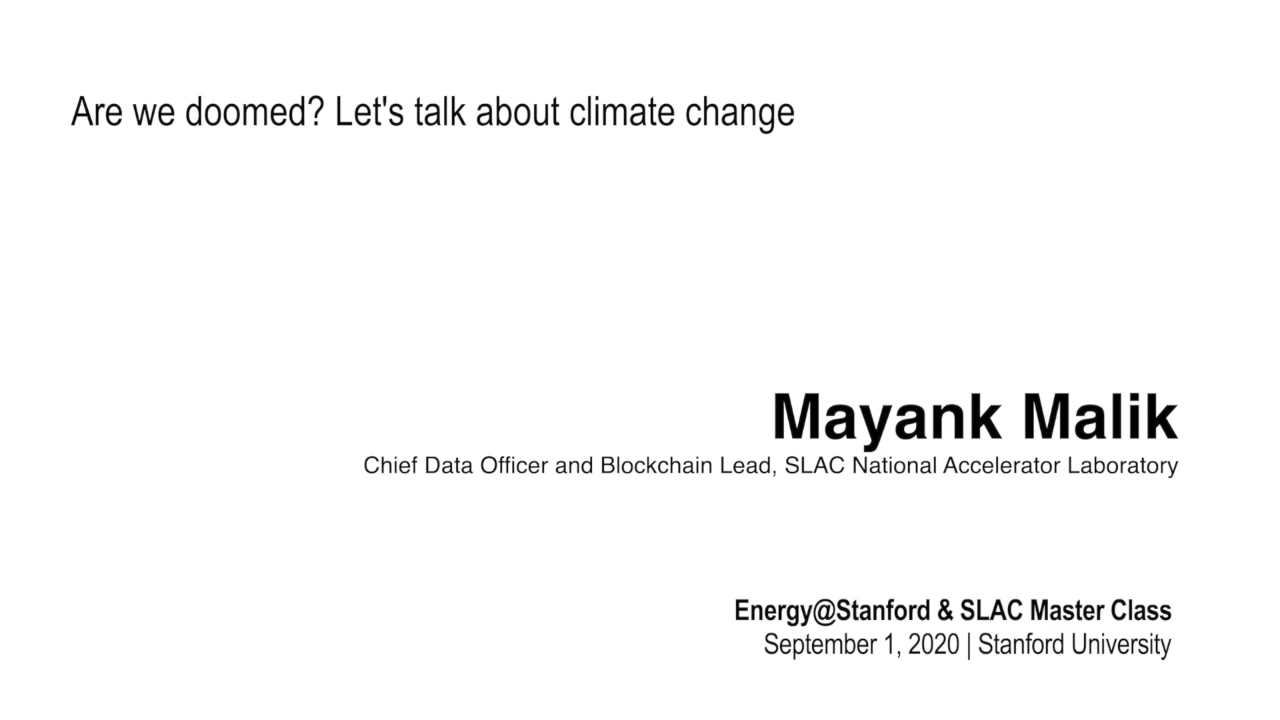 Are we doomed? Let's talk about climate change
Mayank Malik
Chief Data Officer and Blockchain Lead, SLAC National Accelerator Laboratory
Energy@Stanford & SLAC Master Class
September 1, 2020 | Stanford University